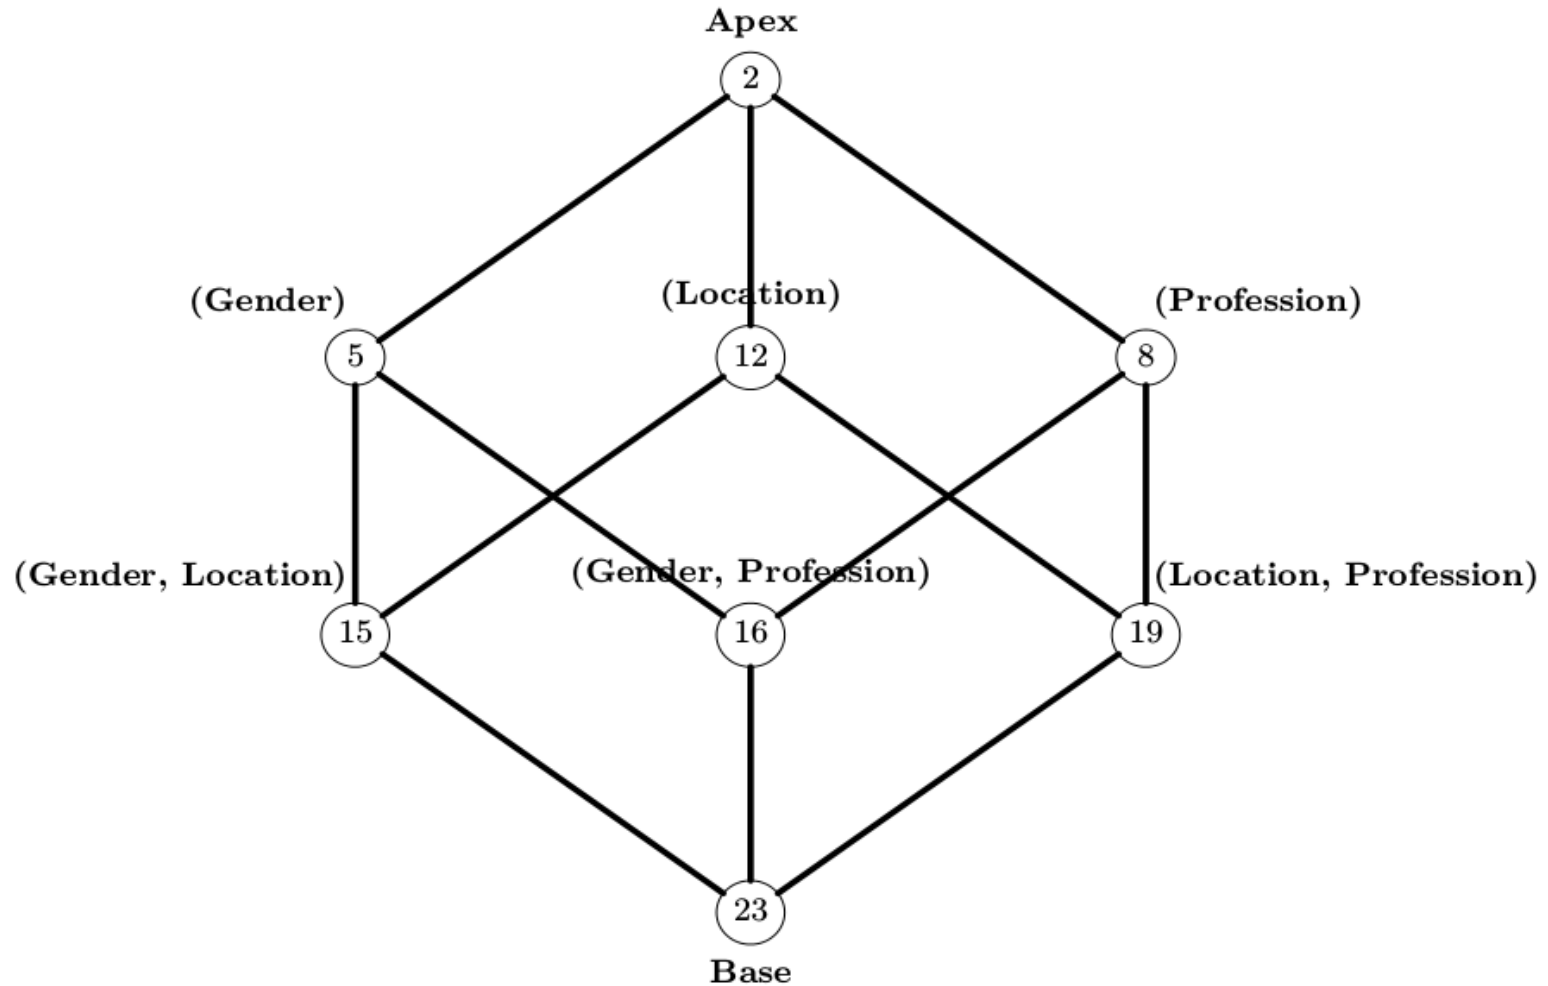 Apex
2
(Gender)
(Location)
(Profession)
5
12
8
(Gender, Location)
(Gender, Profession)
(Location, Profession)
15
16
19
23
Base